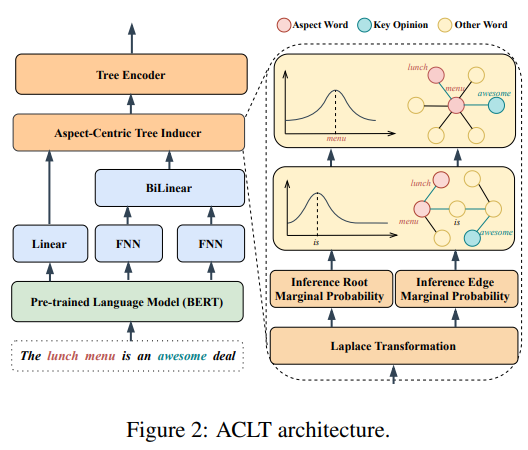 Aspect Word Key Opinion Other Word
Tree Encoder
Aspect-Centric Tree Inducer
BiLinear
Linear FNN FNN
Pre-trained Language Model (BERT)
The lunch menu is an awesome deal
lunch
menu
awesome
menu
lunch
menu
is
awesome
is
Inference Root
Marginal Probability
Inference Edge
Marginal Probability
Laplace Transformation
Figure 2: ACLT architecture.